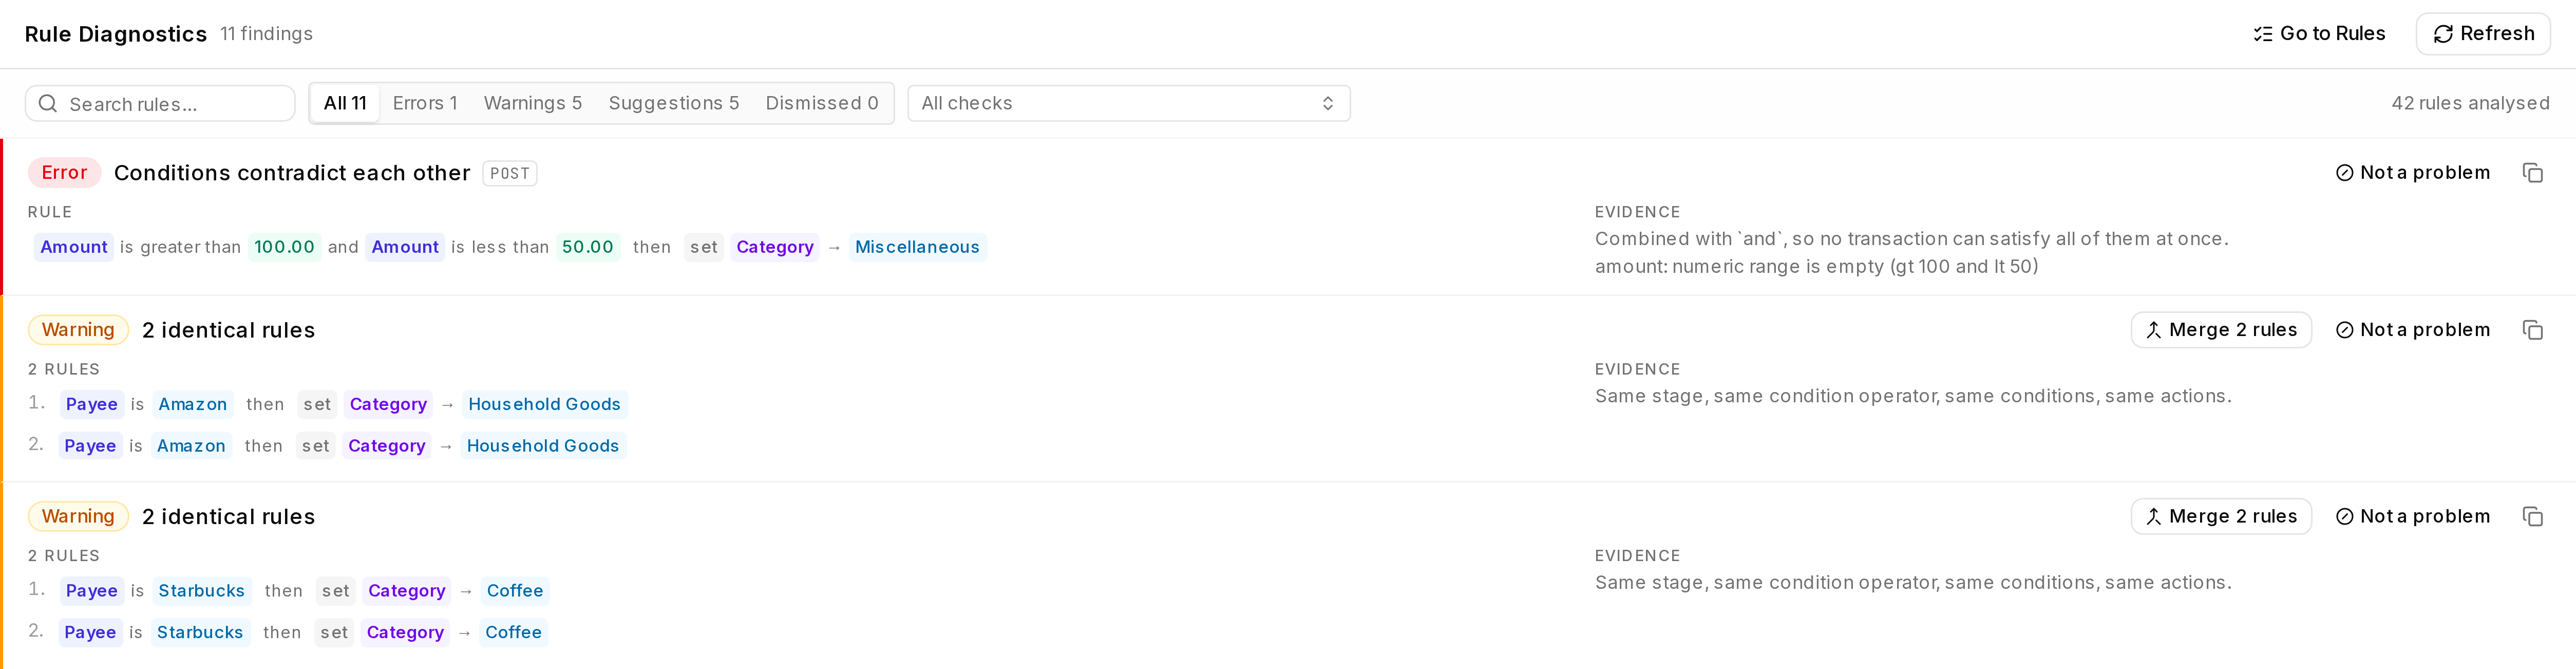 Rule Diagnostics 11 findings Go to Rules Refresh
Search rules... All 11 Errors 1 Warnings 5 Suggestions 5 Dismissed 0 All checks 42 rules analysed
Error Conditions contradict each other POST Not a problem
RULE EVIDENCE
Amount is greater than 100.00 and Amount is less than 50.00 then set Category → Miscellaneous
Combined with `and`, so no transaction can satisfy all of them at once.
amount: numeric range is empty (gt 100 and lt 50)
Warning 2 identical rules Merge 2 rules Not a problem
2 RULES EVIDENCE
1. Payee is Amazon then set Category → Household Goods
Same stage, same condition operator, same conditions, same actions.
2. Payee is Amazon then set Category → Household Goods
Warning 2 identical rules Merge 2 rules Not a problem
2 RULES EVIDENCE
1. Payee is Starbucks then set Category → Coffee
Same stage, same condition operator, same conditions, same actions.
2. Payee is Starbucks then set Category → Coffee